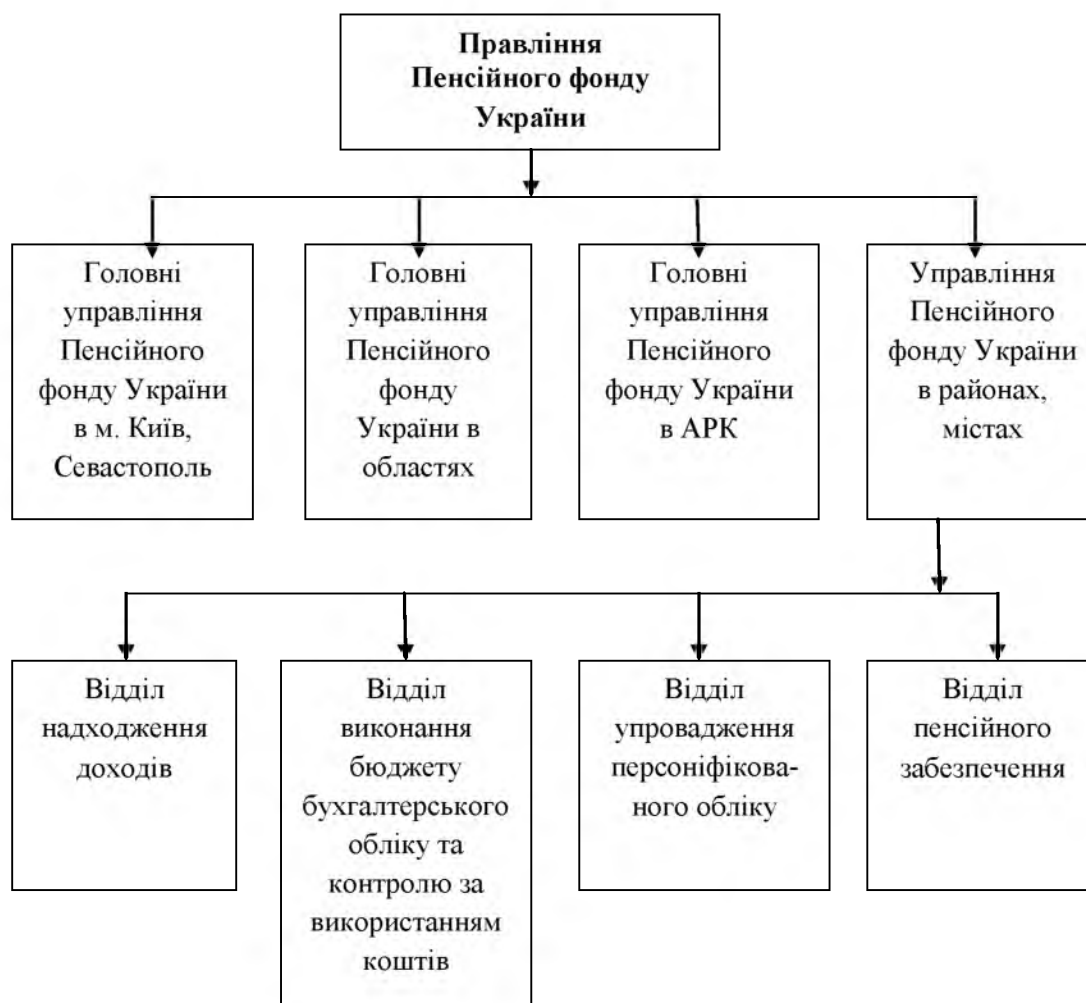 Правління
Пенсійного фонду
України
Головні
управління
Пенсійного
фонду України
в м. Київ,
Севастополь
Головні
управління
Пенсійного
фонду
України в
областях
Головні
управління
Пенсійного
фонду України
в АРК
Управління
Пенсійного
фонду України
в районах,
містах
Відділ
надходження
доходів
Відділ
виконання
бюджету
бухгалтерського
обліку та
контролю за
використанням
коштів
Відділ
упровадження
персоніфікова-
ного обліку
Відділ
пенсійного
забезпечення